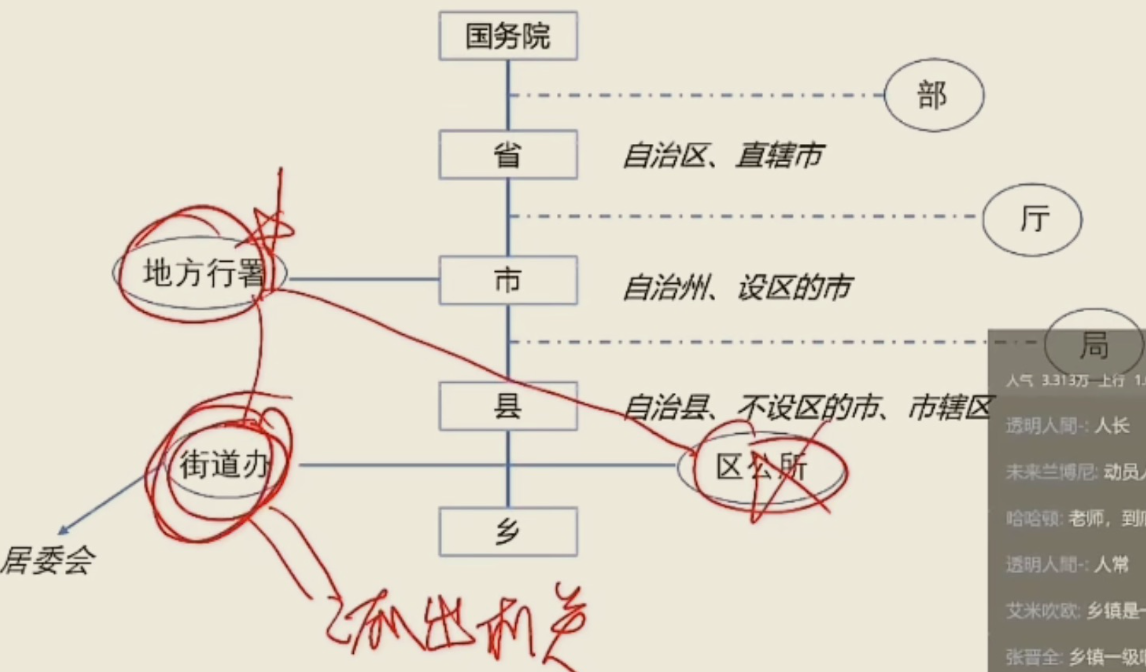 国务院
部
省
自治区、直辖市
厅
地方行署
市
自治州、设区的市
局
人气 3.313万 上行 1.
县
自治县、不设区的市、市辖区
透明人間-: 人长
街道办
区公所
未来兰博尼: 动员人
哈哈顿: 老师，到底
乡
居委会
透明人間-: 人常
派出机关
艾米吹欧: 乡镇是一
张晋全: 乡镇一级